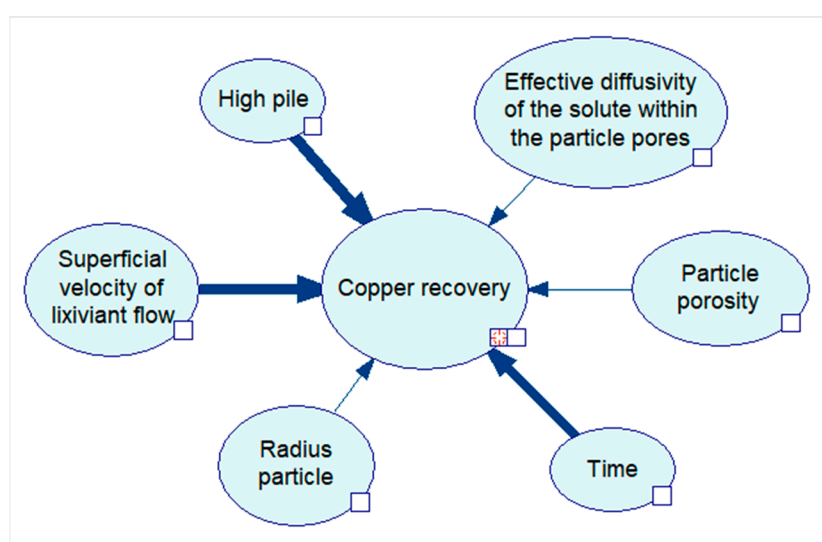 High pile
Effective diffusivity
of the solute within
the particle pores
Superficial
velocity of
lixiviant flow
Copper recovery
Particle
porosity
Radius
particle
Time